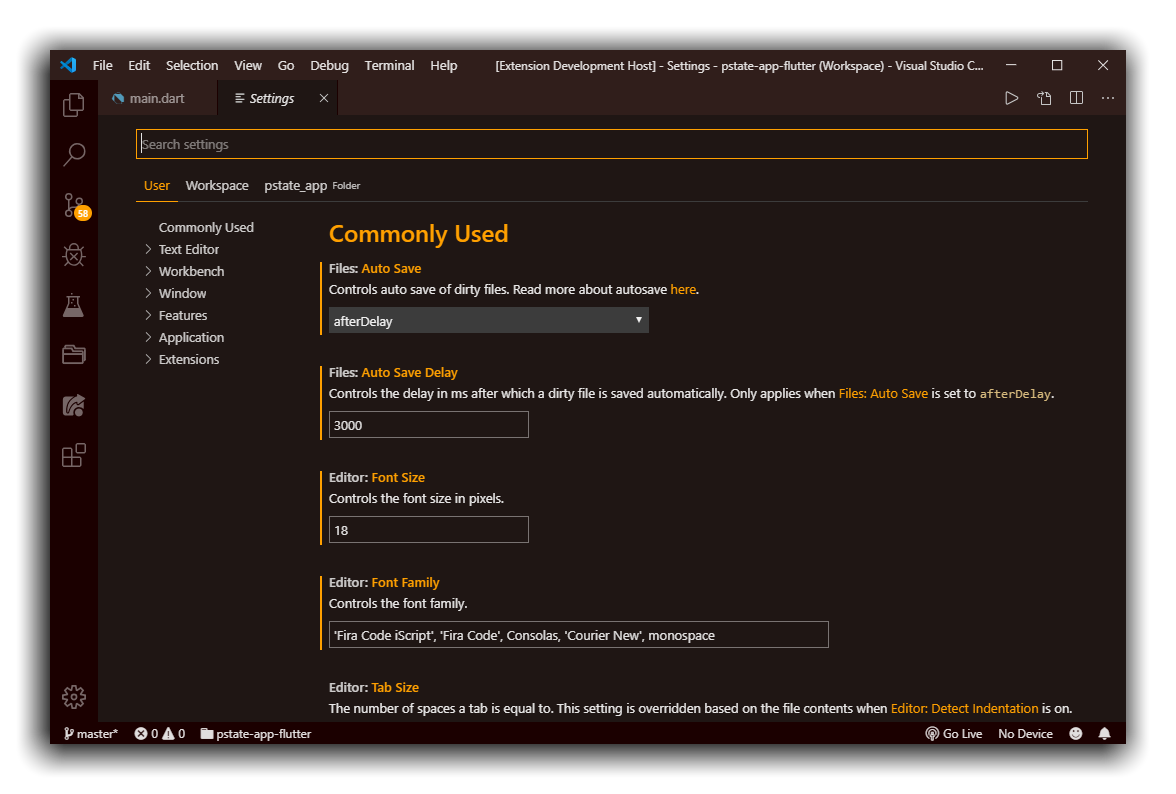 File Edit Selection View Go Debug Terminal Help [Extension Development Host] - Settings - pstate-app-flutter (Workspace) - Visual Studio C...
main.dart Settings
Search settings
User Workspace pstate_app Folder
58
Commonly Used
Text Editor
Workbench
Window
Features
Application
Extensions
Commonly Used
Files: Auto Save
Controls auto save of dirty files. Read more about autosave here.
afterDelay
Files: Auto Save Delay
Controls the delay in ms after which a dirty file is saved automatically. Only applies when Files: Auto Save is set to afterDelay.
3000
Editor: Font Size
Controls the font size in pixels.
18
Editor: Font Family
Controls the font family.
'Fira Code iScript', 'Fira Code', Consolas, 'Courier New', monospace
Editor: Tab Size
The number of spaces a tab is equal to. This setting is overridden based on the file contents when Editor: Detect Indentation is on.
master* 0 0 pstate-app-flutter Go Live No Device